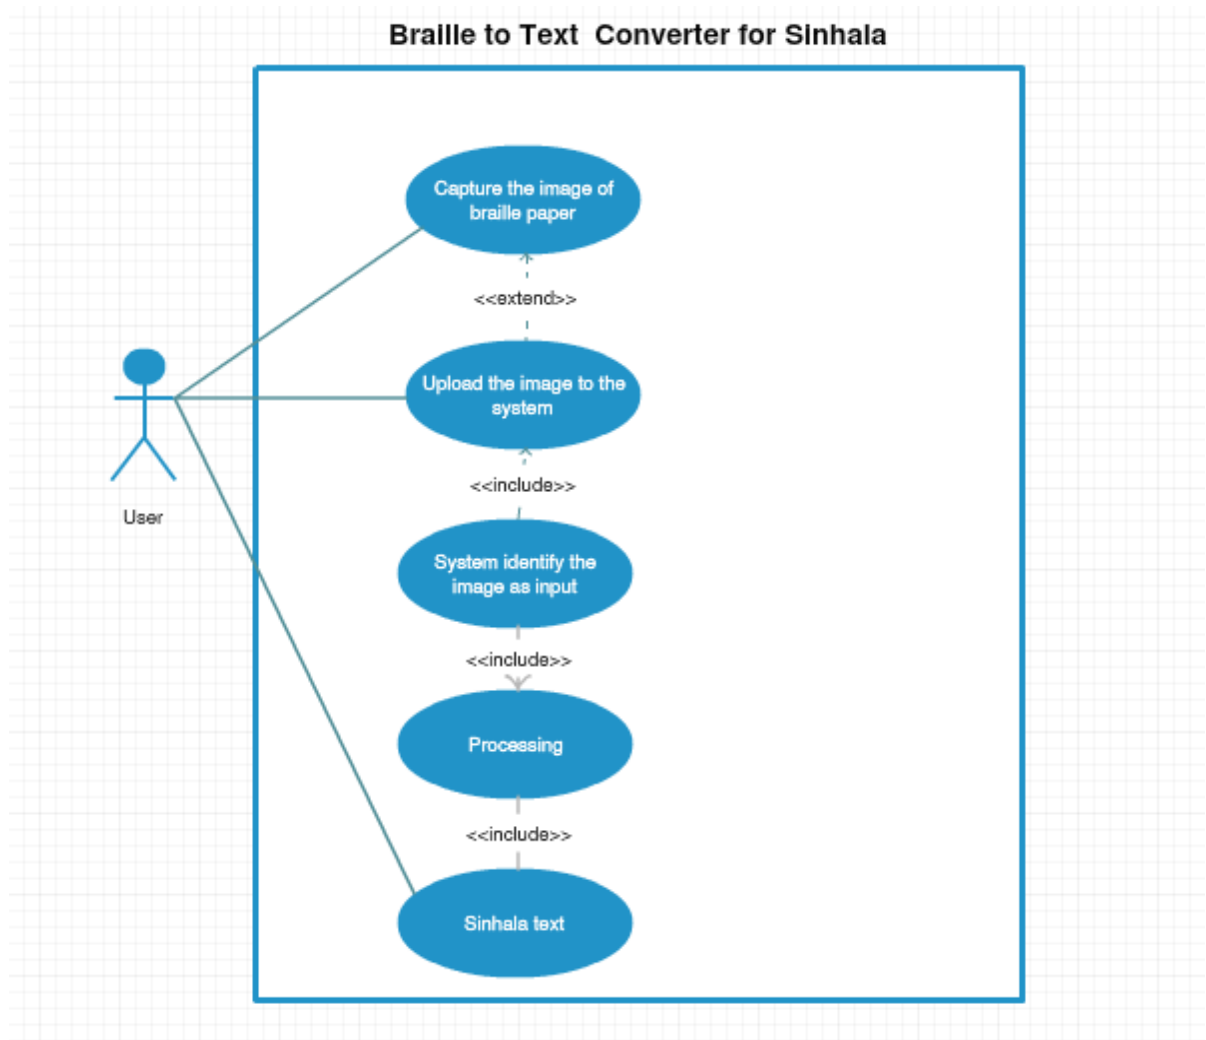 Braille to Text  Converter for Sinhala
Capture the image of
braille paper
<<extend>>
Upload the image to the
system
<<include>>
User
System identify the
image as input
<<include>>
Processing
<<include>>
Sinhala text